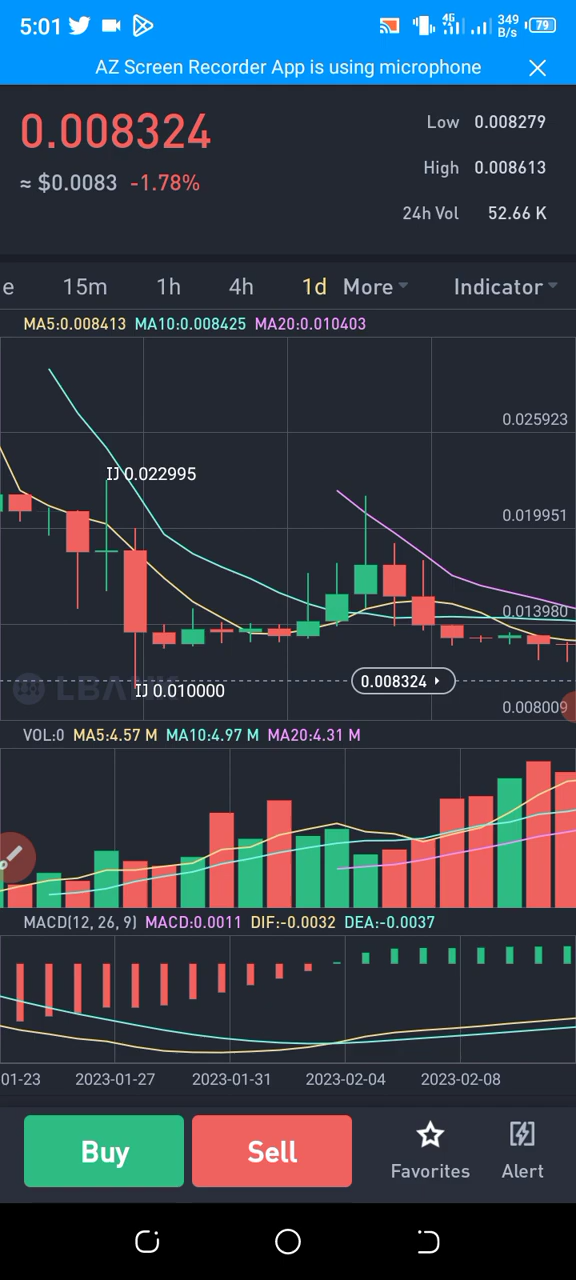 5:01 4G 349 B/s 79
AZ Screen Recorder App is using microphone
0.008324
≈ $0.0083 -1.78%
Low 0.008279
High 0.008613
24h Vol 52.66 K
e 15m 1h 4h 1d More Indicator
MA5:0.008413 MA10:0.008425 MA20:0.010403
0.025923
IJ 0.022995
0.019951
0.013980
0.008324
LBANK
IJ 0.010000
0.008009
VOL:0 MA5:4.57 M MA10:4.97 M MA20:4.31 M
MACD(12, 26, 9) MACD:0.0011 DIF:-0.0032 DEA:-0.0037
01-23 2023-01-27 2023-01-31 2023-02-04 2023-02-08
Buy Sell Favorites Alert